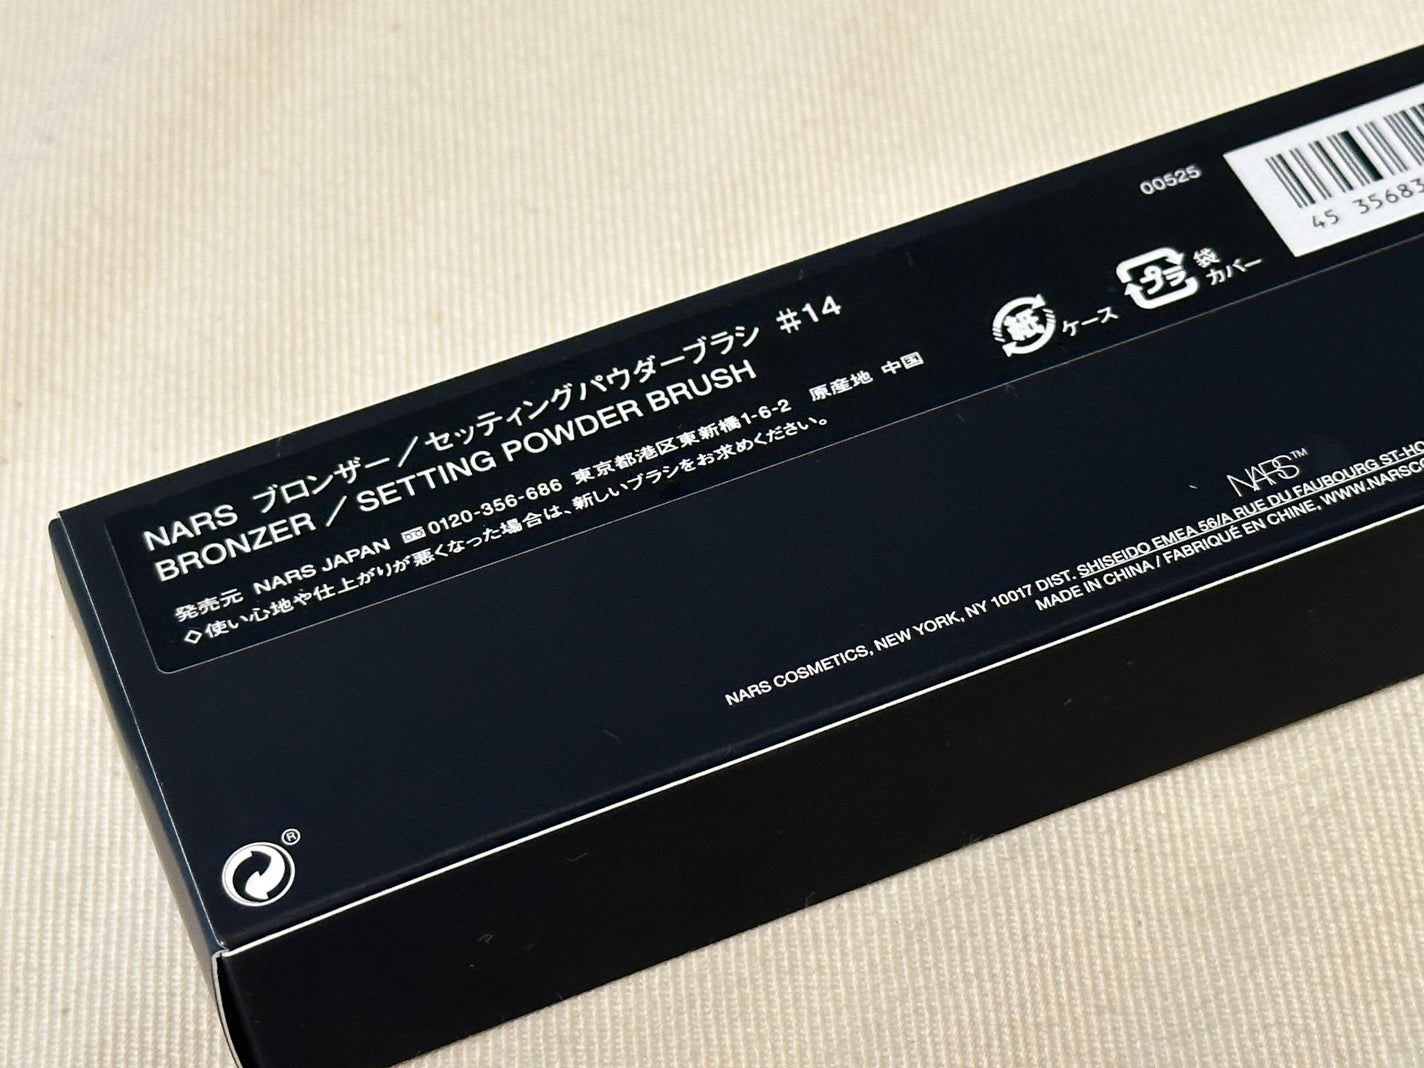 NARS ブロンザー／セッティングパウダーブラシ #14
BRONZER／SETTING POWDER BRUSH
発売元 NARS JAPAN 0120-356-686 東京都港区東新橋1-6-2 原産地 中国
◇使い心地や仕上がりが悪くなった場合は、新しいブラシをお求めください。
紙 ケース
プラ 袋
カバー
00525
45 35683
NARS™
NARS COSMETICS, NEW YORK, NY 10017 DIST. SHISEIDO EMEA 56/A RUE DU FAUBOURG ST-HO
MADE IN CHINA / FABRIQUÉ EN CHINE, WWW.NARSCO
®